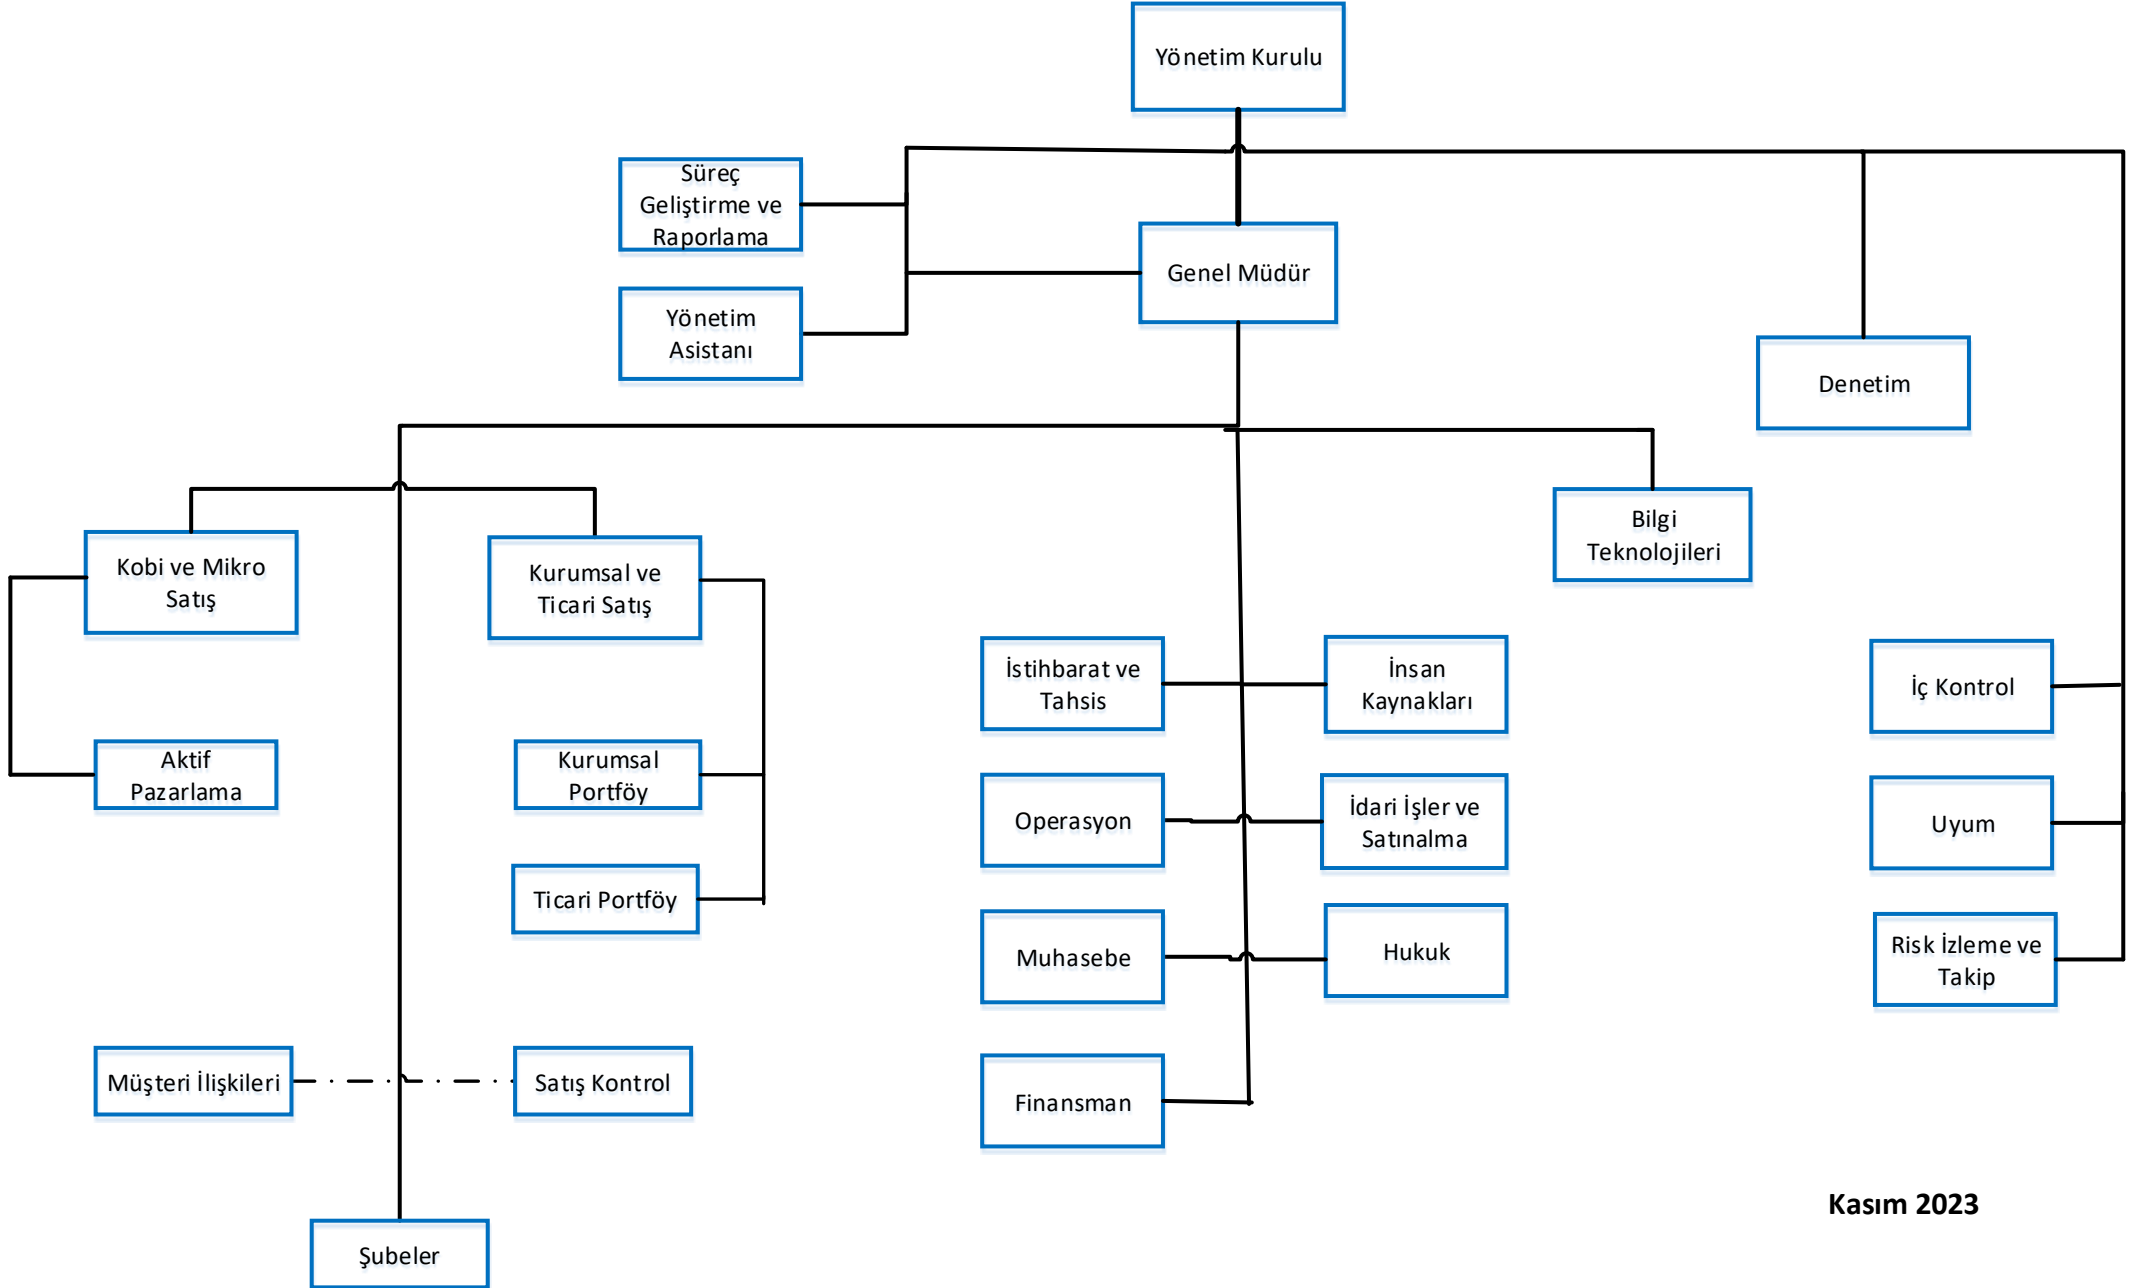 Yönetim Kurulu
Süreç
Geliştirme ve
Raporlama
Genel Müdür
Yönetim
Asistanı
Denetim
Bilgi
Teknolojileri
Kobi ve Mikro
Satış
Kurumsal ve
Ticari Satış
İstihbarat ve
Tahsis
İnsan
Kaynakları
İç Kontrol
Aktif
Pazarlama
Kurumsal
Portföy
Operasyon
İdari İşler ve
Satınalma
Uyum
Ticari Portföy
Muhasebe
Hukuk
Risk İzleme ve
Takip
Müşteri İlişkileri
Satış Kontrol
Finansman
Kasım 2023
Şubeler